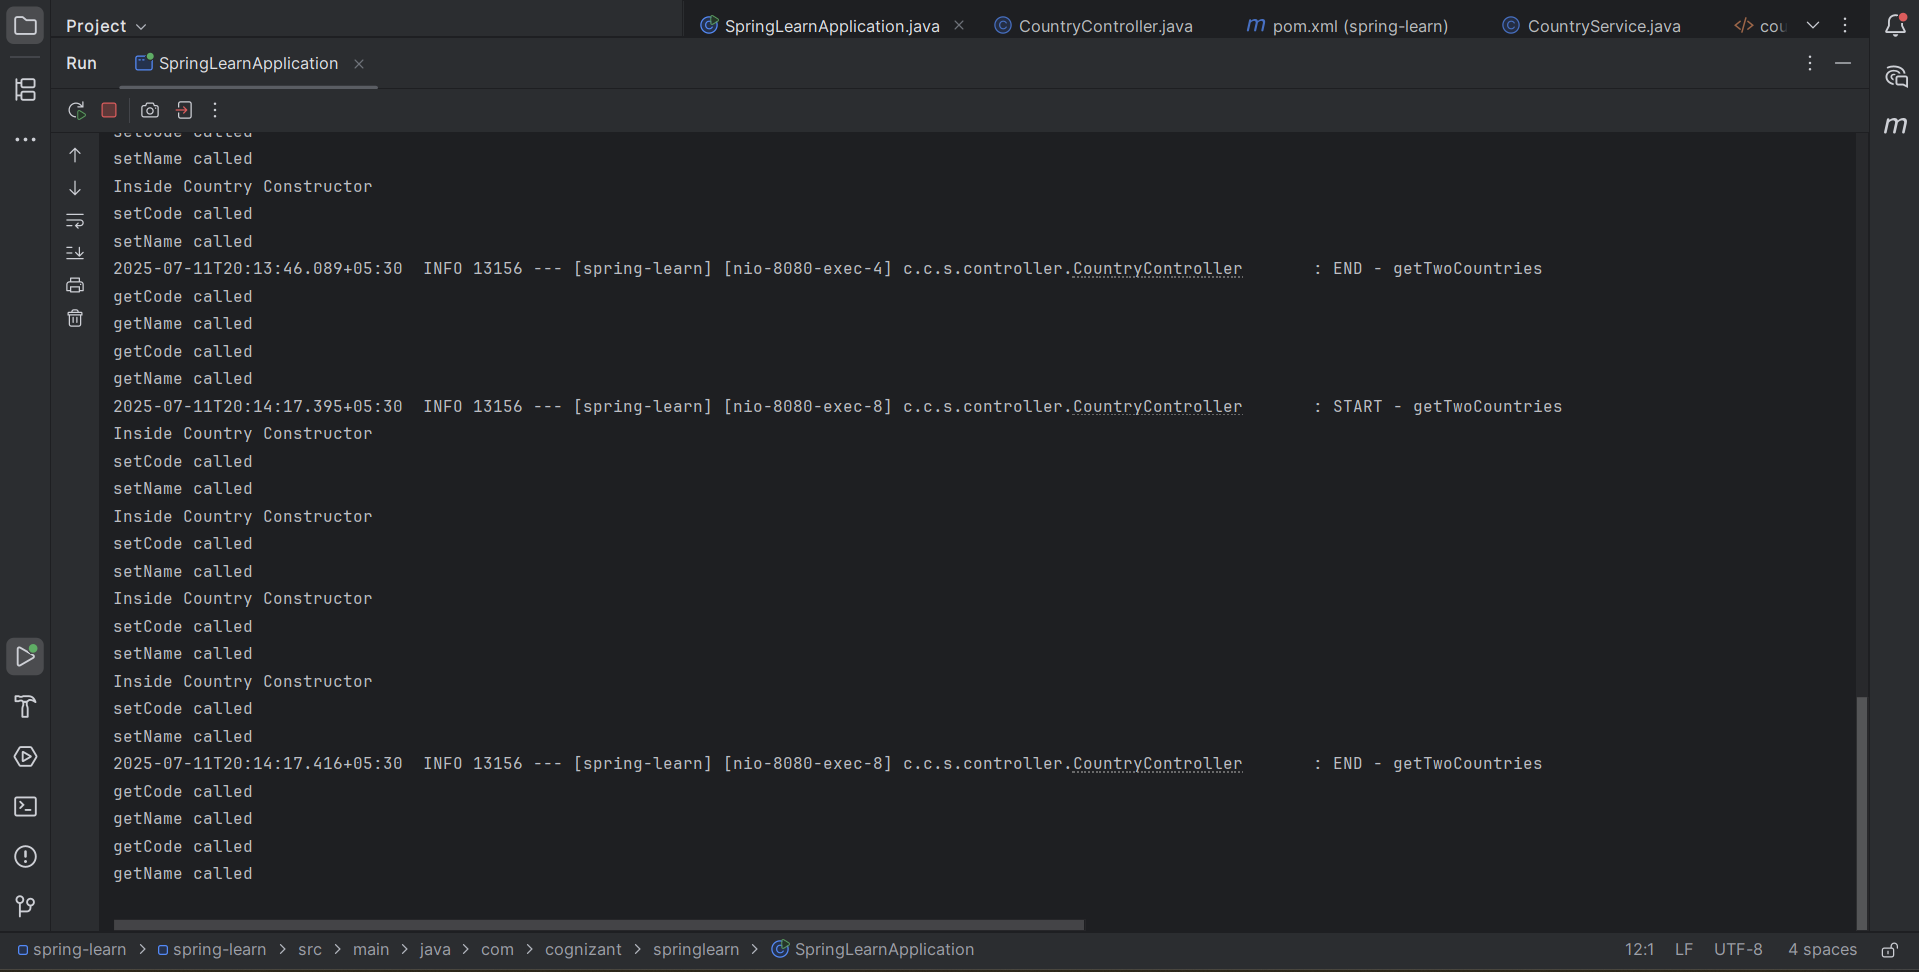 Project
SpringLearnApplication.java
CountryController.java
m pom.xml (spring-learn)
CountryService.java
</> cou
Run
SpringLearnApplication
setCode called
setName called
Inside Country Constructor
setCode called
setName called
2025-07-11T20:13:46.089+05:30  INFO 13156 --- [spring-learn] [nio-8080-exec-4] c.c.s.controller.CountryController       : END - getTwoCountries
getCode called
getName called
getCode called
getName called
2025-07-11T20:14:17.395+05:30  INFO 13156 --- [spring-learn] [nio-8080-exec-8] c.c.s.controller.CountryController       : START - getTwoCountries
Inside Country Constructor
setCode called
setName called
Inside Country Constructor
setCode called
setName called
Inside Country Constructor
setCode called
setName called
Inside Country Constructor
setCode called
setName called
2025-07-11T20:14:17.416+05:30  INFO 13156 --- [spring-learn] [nio-8080-exec-8] c.c.s.controller.CountryController       : END - getTwoCountries
getCode called
getName called
getCode called
getName called
spring-learn > spring-learn > src > main > java > com > cognizant > springlearn > SpringLearnApplication
12:1 LF UTF-8 4 spaces